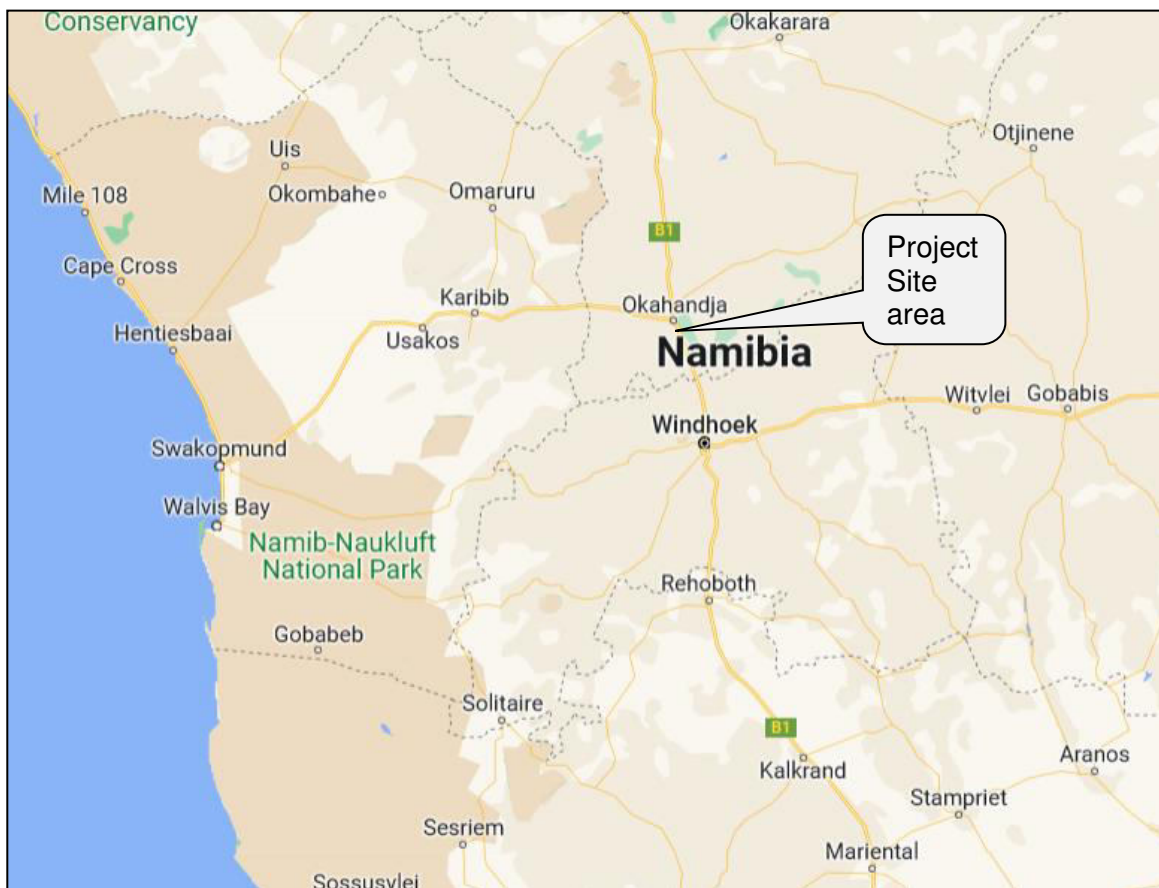 Conservancy
Okakarara
Otjinene
Uis
Okombahe
Omaruru
Mile 108
B1
Project
Site
area
Cape Cross
Karibib
Okahandja
Hentiesbaai
Usakos
Namibia
Witvlei
Gobabis
Windhoek
Swakopmund
Walvis Bay
Namib-Naukluft
National Park
Rehoboth
Gobabeb
Solitaire
B1
Kalkrand
Aranos
Stampriet
Sesriem
Mariental
Sossusvlei